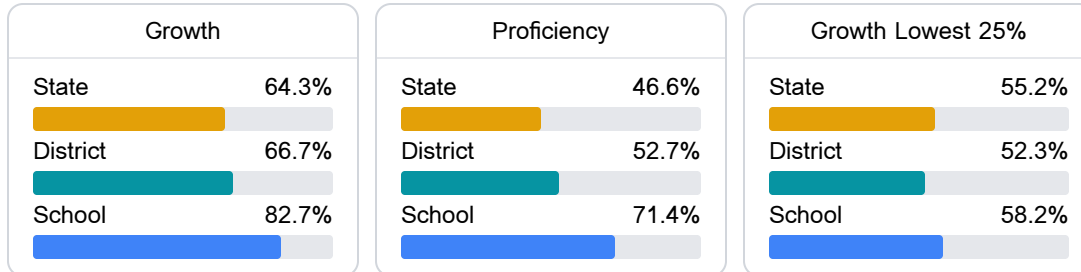 Growth
State 64.3%
District 66.7%
School 82.7%
Proficiency
State 46.6%
District 52.7%
School 71.4%
Growth Lowest 25%
State 55.2%
District 52.3%
School 58.2%